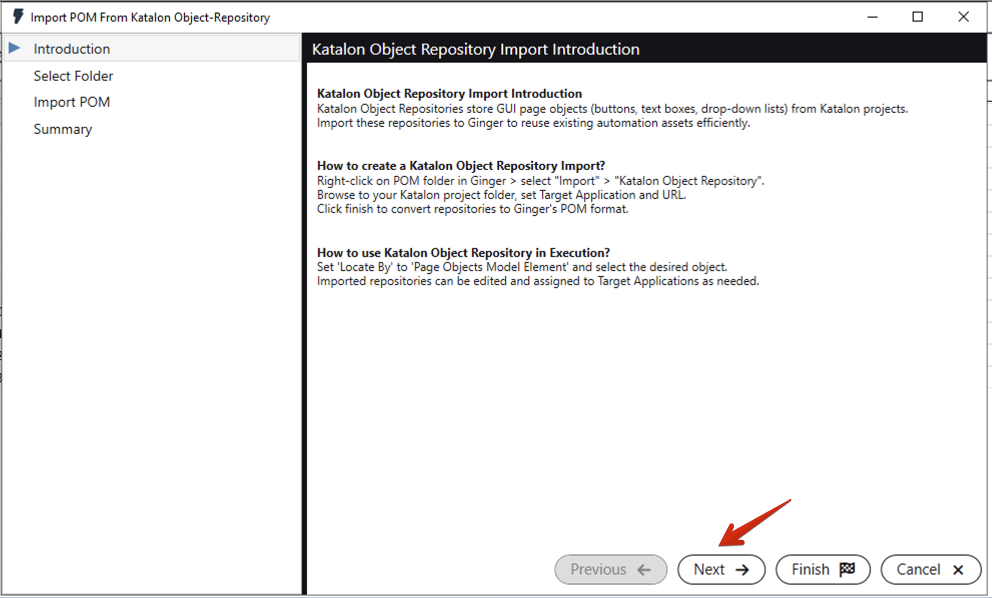 Import POM From Katalon Object-Repository
Introduction
Select Folder
Import POM
Summary
Katalon Object Repository Import Introduction
Katalon Object Repository Import Introduction
Katalon Object Repositories store GUI page objects (buttons, text boxes, drop-down lists) from Katalon projects.
Import these repositories to Ginger to reuse existing automation assets efficiently.
How to create a Katalon Object Repository Import?
Right-click on POM folder in Ginger > select "Import" > "Katalon Object Repository".
Browse to your Katalon project folder, set Target Application and URL.
Click finish to convert repositories to Ginger's POM format.
How to use Katalon Object Repository in Execution?
Set 'Locate By' to 'Page Objects Model Element' and select the desired object.
Imported repositories can be edited and assigned to Target Applications as needed.
Previous
Next
Finish
Cancel